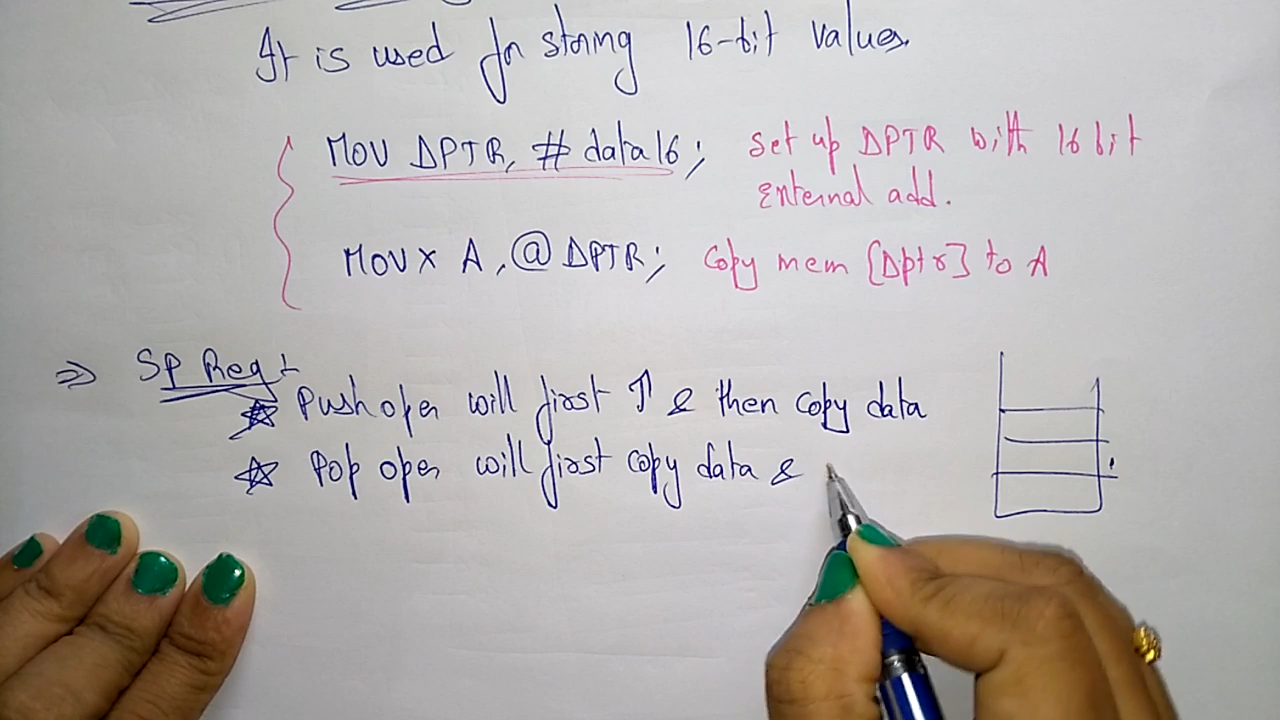 It is used for storing 16-bit values.
MOV DPTR, # data16; Set up DPTR with 16 bit
external add.
MOVX A, @ DPTR; Copy mem [Dptr] to A
⇒ SP Reg :-
☆ Push oper will first ↑ & then copy data
☆ Pop oper will first copy data &